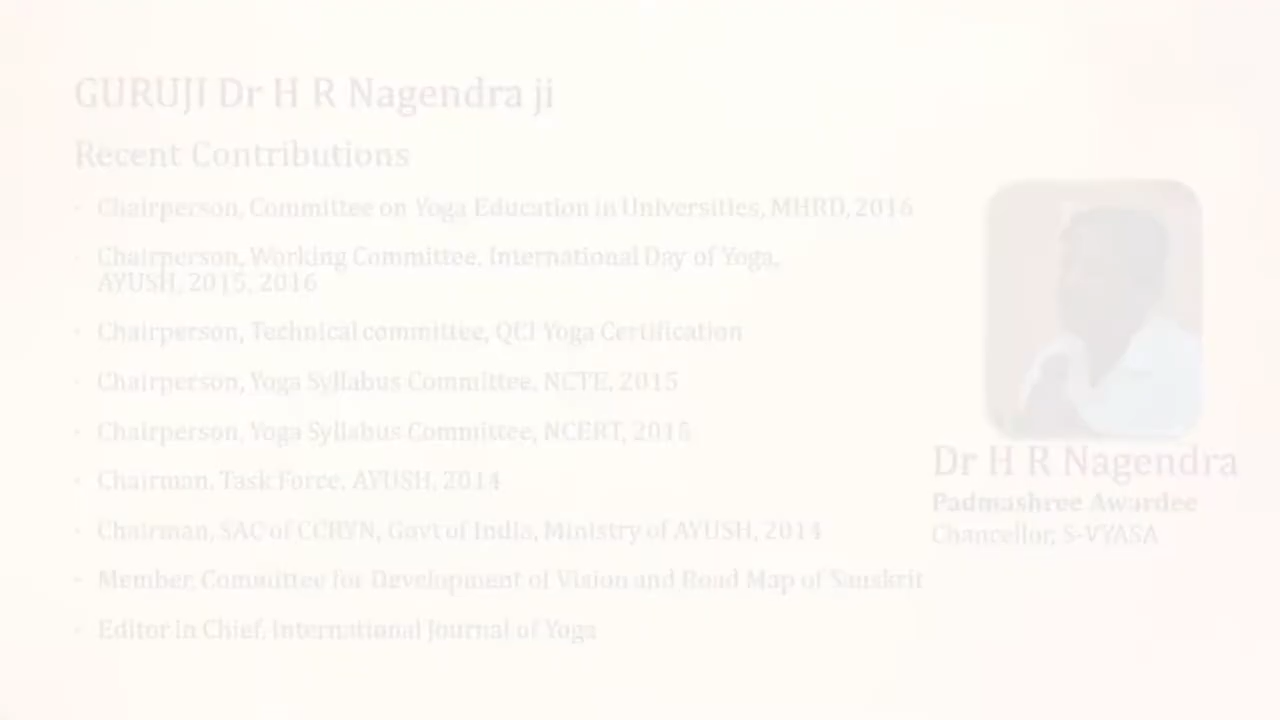 GURUJI Dr H R Nagendra ji
Recent Contributions
• Chairperson, Committee on Yoga Education in Universities, MHRD, 2016
• Chairperson, Working Committee, International Day of Yoga,
AYUSH, 2015, 2016
• Chairperson, Technical committee, QCI Yoga Certification
• Chairperson, Yoga Syllabus Committee, NCTE, 2015
• Chairperson, Yoga Syllabus Committee, NCERT,
• Chairman, Task Force, AYUSH, 2014
• Chairman, SAC of CCRYN, Govt of India, Ministry of AYUSH, 2014
• Member, Committee for Development of Vision and Road Map of Sanskrit
• Editor in Chief, International Journal of Yoga
Dr H R Nagendra
Padmashree Awardee
Chancellor, S-VYASA